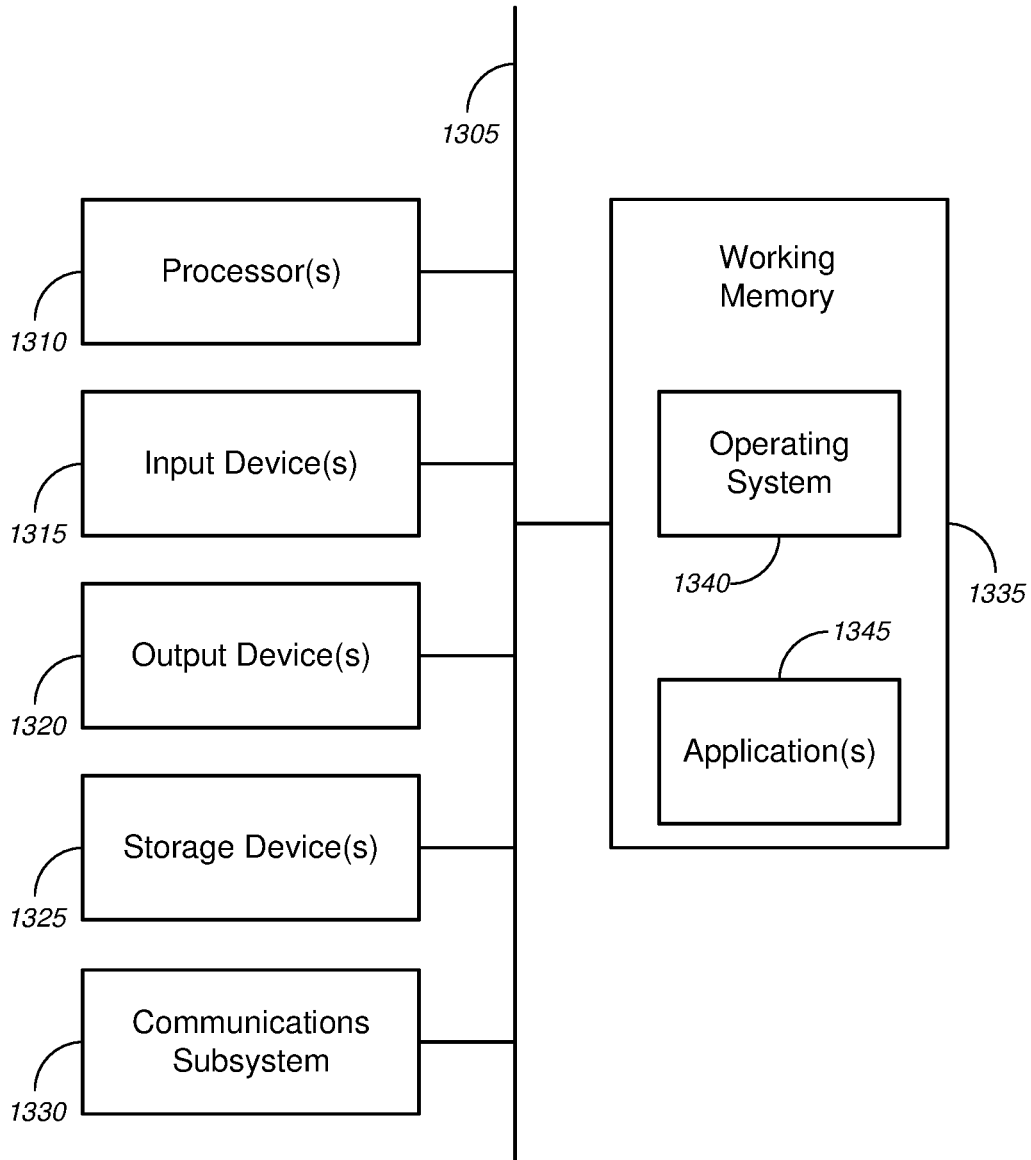 1305
Processor(s)
1310
Input Device(s)
1315
Output Device(s)
1320
Storage Device(s)
1325
Communications
Subsystem
1330
Working
Memory
Operating
System
1340
1335
1345
Application(s)